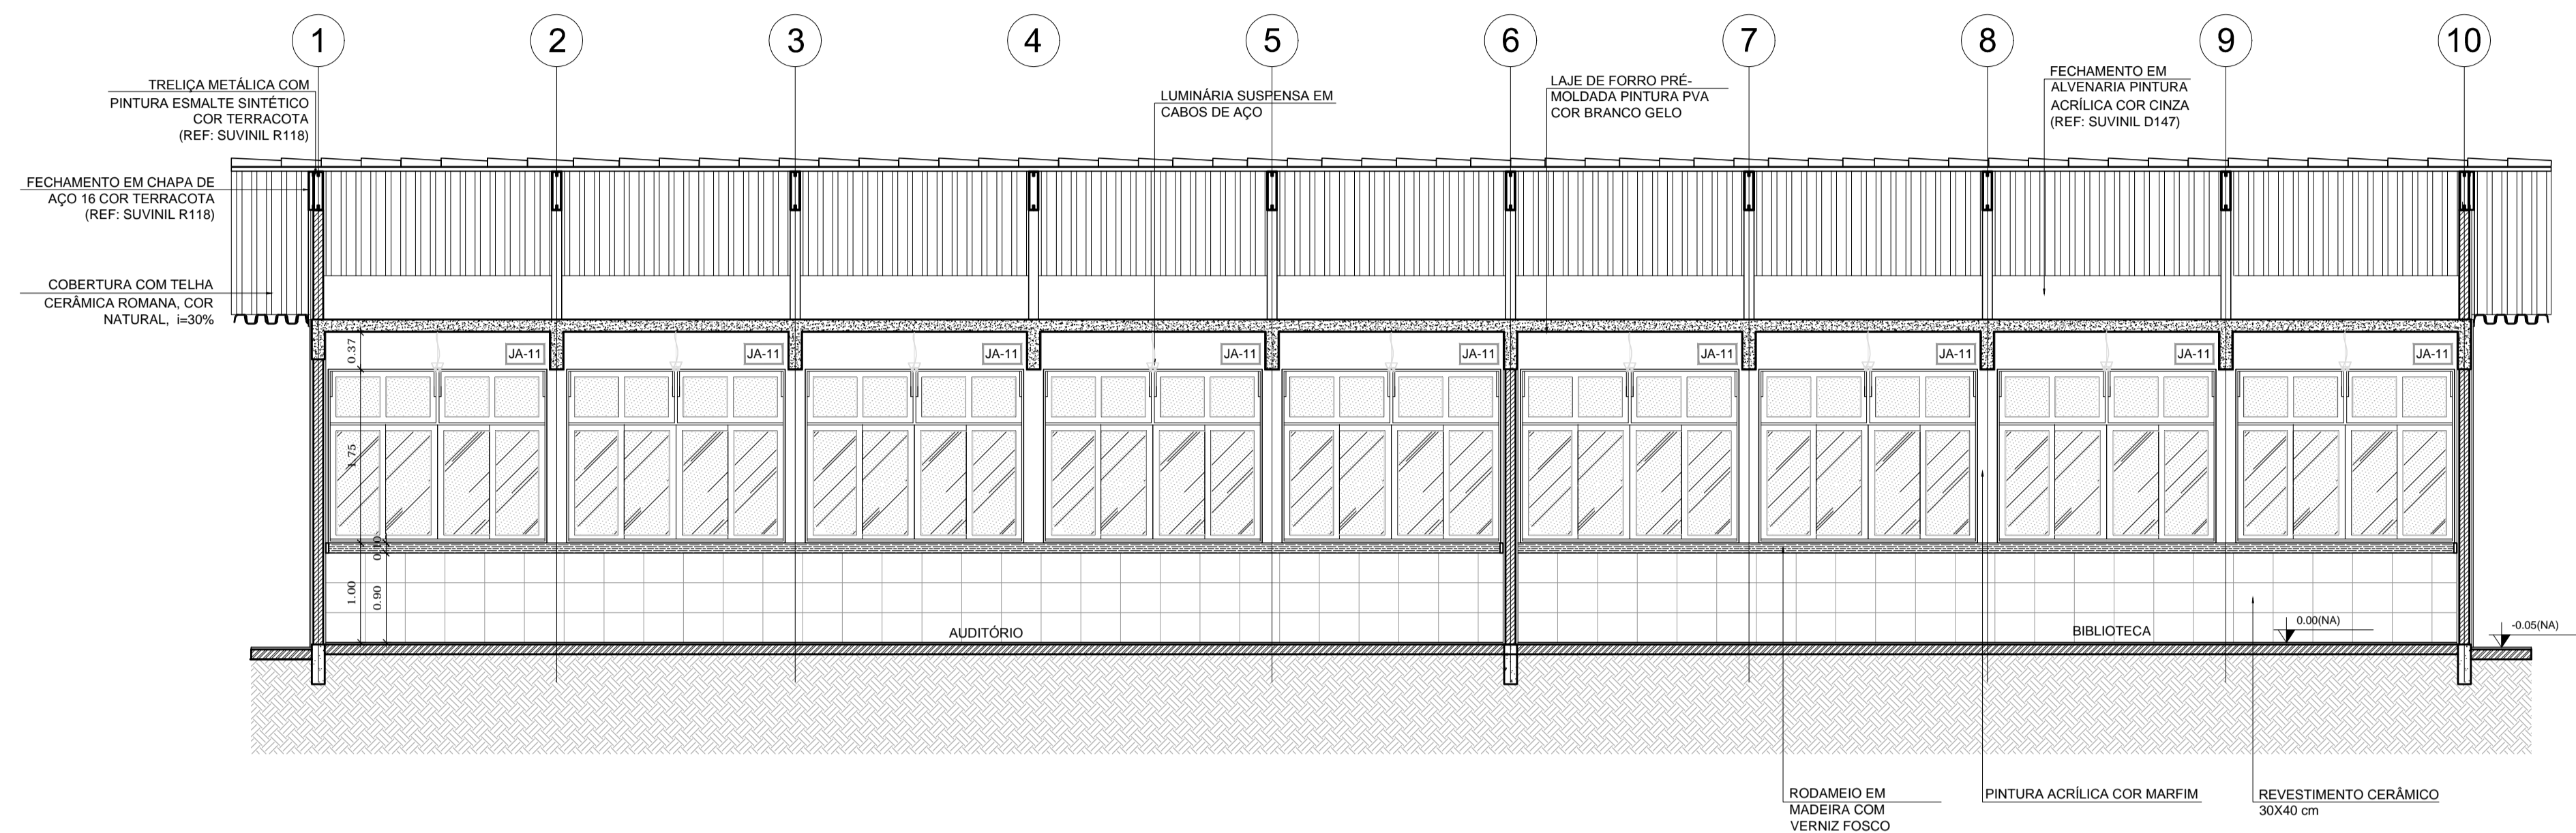 1
2
3
4
5
6
7
8
9
10
TRELIÇA METÁLICA COM
PINTURA ESMALTE SINTÉTICO
COR TERRACOTA
(REF: SUVINIL R118)
LUMINÁRIA SUSPENSA EM
CABOS DE AÇO
LAJE DE FORRO PRÉ-
MOLDADA PINTURA PVA
COR BRANCO GELO
FECHAMENTO EM
ALVENARIA PINTURA
ACRÍLICA COR CINZA
(REF: SUVINIL D147)
FECHAMENTO EM CHAPA DE
AÇO 16 COR TERRACOTA
(REF: SUVINIL R118)
COBERTURA COM TELHA
CERÂMICA ROMANA, COR
NATURAL, i=30%
0.37
JA-11
JA-11
JA-11
JA-11
JA-11
JA-11
JA-11
JA-11
JA-11
1.75
0.10
1.00
0.90
AUDITÓRIO
BIBLIOTECA
0.00(NA)
-0.05(NA)
RODAMEIO EM
MADEIRA COM
VERNIZ FOSCO
PINTURA ACRÍLICA COR MARFIM
REVESTIMENTO CERÂMICO
30X40 cm